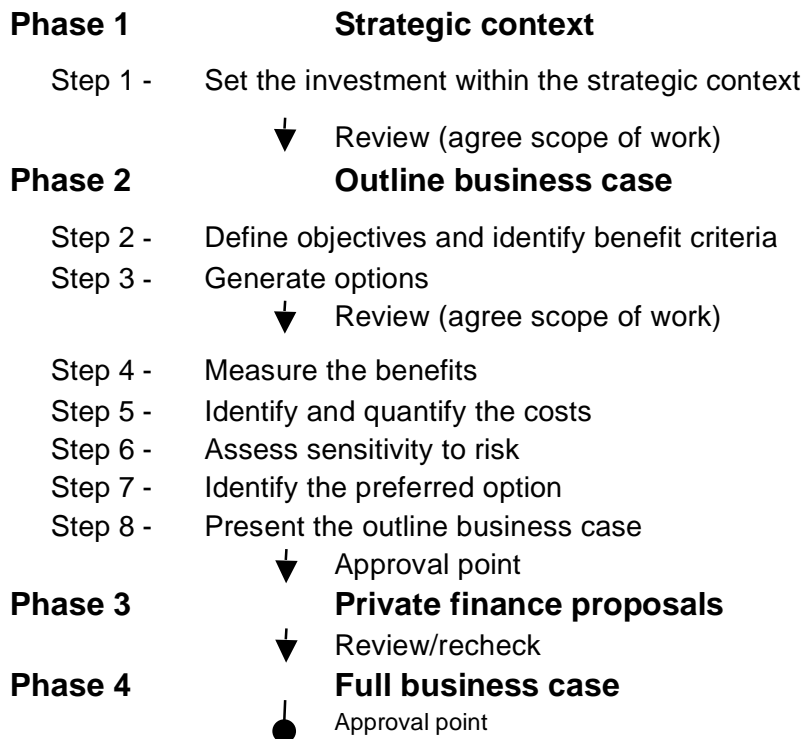 Phase 1 Strategic context
Step 1 - Set the investment within the strategic context
Review (agree scope of work)
Phase 2 Outline business case
Step 2 - Define objectives and identify benefit criteria
Step 3 - Generate options
Review (agree scope of work)
Step 4 - Measure the benefits
Step 5 - Identify and quantify the costs
Step 6 - Assess sensitivity to risk
Step 7 - Identify the preferred option
Step 8 - Present the outline business case
Approval point
Phase 3 Private finance proposals
Review/recheck
Phase 4 Full business case
Approval point